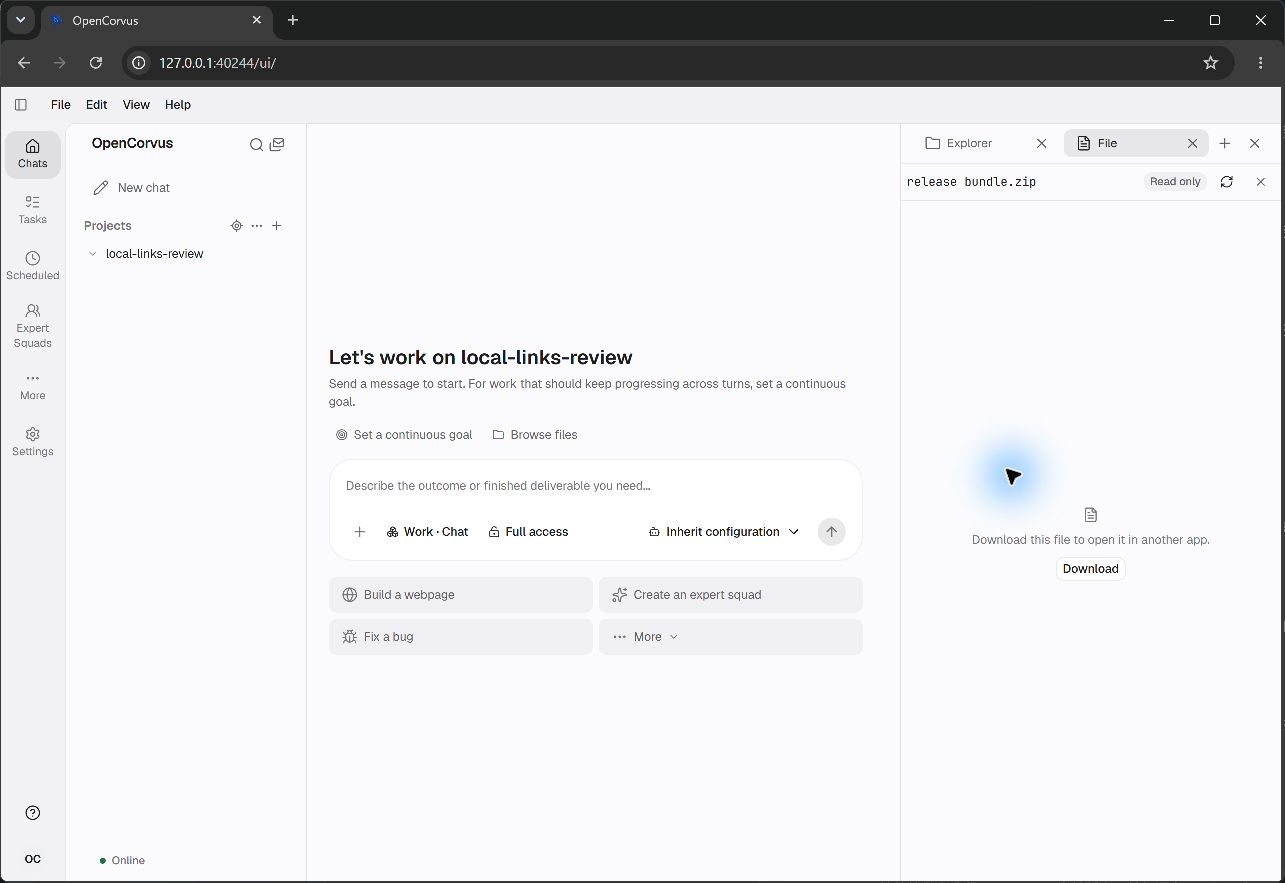 OpenCorvus
127.0.0.1:40244/ui/
File Edit View Help
Chats
Tasks
Scheduled
Expert
Squads
More
Settings
OC
OpenCorvus
New chat
Projects
local-links-review
Online
Let's work on local-links-review
Send a message to start. For work that should keep progressing across turns, set a continuous
goal.
Set a continuous goal Browse files
Describe the outcome or finished deliverable you need...
Work · Chat Full access Inherit configuration
Build a webpage Create an expert squad
Fix a bug More
Explorer File
release bundle.zip Read only
Download this file to open it in another app.
Download